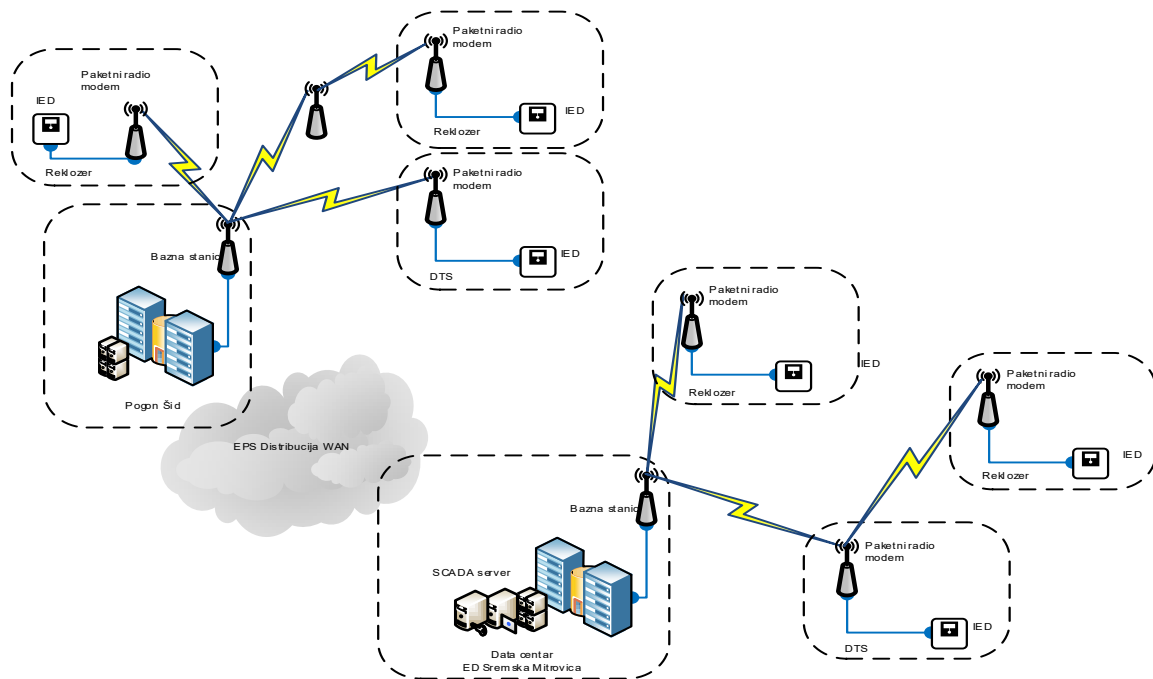 Paketni radio
modem
IED
Reklozer
Paketni radio
modem
IED
Reklozer
Paketni radio
modem
IED
DTS
Bazna stanica
Pogon Šid
EPS Distribucija WAN
Paketni radio
modem
IED
Reklozer
Paketni radio
modem
IED
Reklozer
Bazna stanica
SCADA server
Data centar
ED Sremska Mitrovica
Paketni radio
modem
IED
DTS